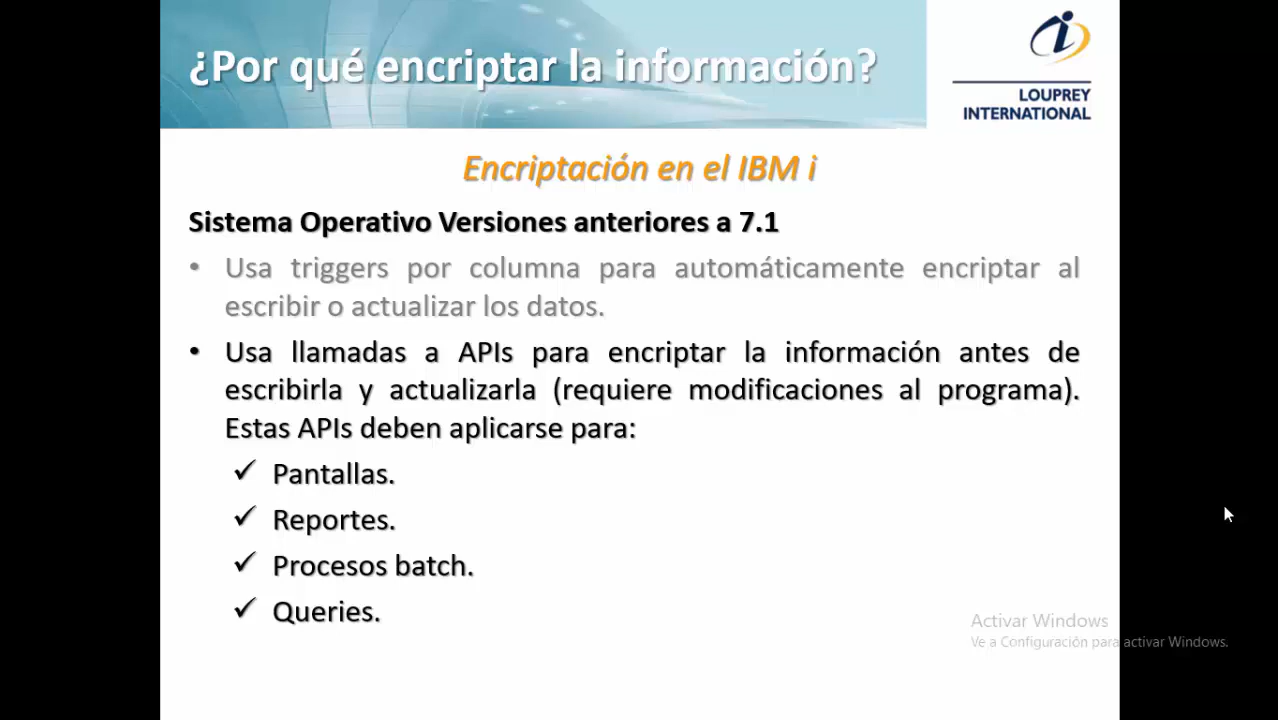 ¿Por qué encriptar la información?
LOUPREY
INTERNATIONAL
Encriptación en el IBM i
Sistema Operativo Versiones anteriores a 7.1
• Usa triggers por columna para automáticamente encriptar al
escribir o actualizar los datos.
• Usa llamadas a APIs para encriptar la información antes de
escribirla y actualizarla (requiere modificaciones al programa).
Estas APIs deben aplicarse para:
✓ Pantallas.
✓ Reportes.
✓ Procesos batch.
✓ Queries.
Activar Windows
Ve a Configuración para activar Windows.